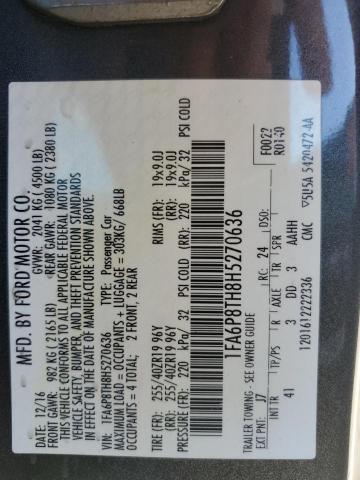 MFD. BY FORD MOTOR CO.
12/16 GVWR: 2041 KG (4500 LB)
FRONT GAWR: 982 KG (2165 LB) REAR GAWR: 1080 KG (2380 LB)
THIS VEHICLE CONFORMS TO ALL APPLICABLE FEDERAL MOTOR
VEHICLE SAFETY, BUMPER, AND THEFT PREVENTION STANDARDS
IN EFFECT ON THE DATE OF MANUFACTURE SHOWN ABOVE.
VIN: 1FA6P8TH8H5270636 TYPE: Passenger Car
MAXIMUM LOAD = OCCUPANTS + LUGGAGE = 303KG/ 668LB
OCCUPANTS = 4 TOTAL; 2 FRONT, 2 REAR
TIRE (FR): 255/40ZR19 96Y RIMS (FR): 19x9.0J
TIRE (RR): 255/40ZR19 96Y (RR): 19x9.0J
PRESSURE (FR): 220 kPa/ 32 PSI COLD (RR): 220 kPa/ 32 PSI COLD
1FA6P8TH8H5270636
F0022
R0140
TRAILER TOWING - SEE OWNER GUIDE
EXT PNT: J7 RC: 24 DSO:
INT TR TP/PS R AXLE TR SPR
41 3 DD 3 AAHH
12016122222336 CMC
5420472-AA